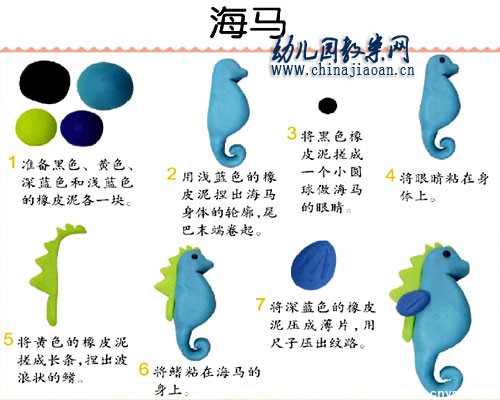 海马
幼儿园教案网
www.chinajiaoan.cn
1 准备黑色、黄色、
深蓝色和浅蓝色
的橡皮泥各一块。
2 用浅蓝色的橡
皮泥捏出海马
身体的轮廓,尾
巴末端卷起。
3 将黑色橡
皮泥搓成
一个小圆
球做海马
的眼睛。
4 将眼睛粘在身
体上。
5 将黄色的橡皮泥
搓成长条,捏出波
浪状的鳍。
6 将鳍粘在海马的
身上。
7 将深蓝色的橡皮
泥压成薄片,用
尺子压出纹路。